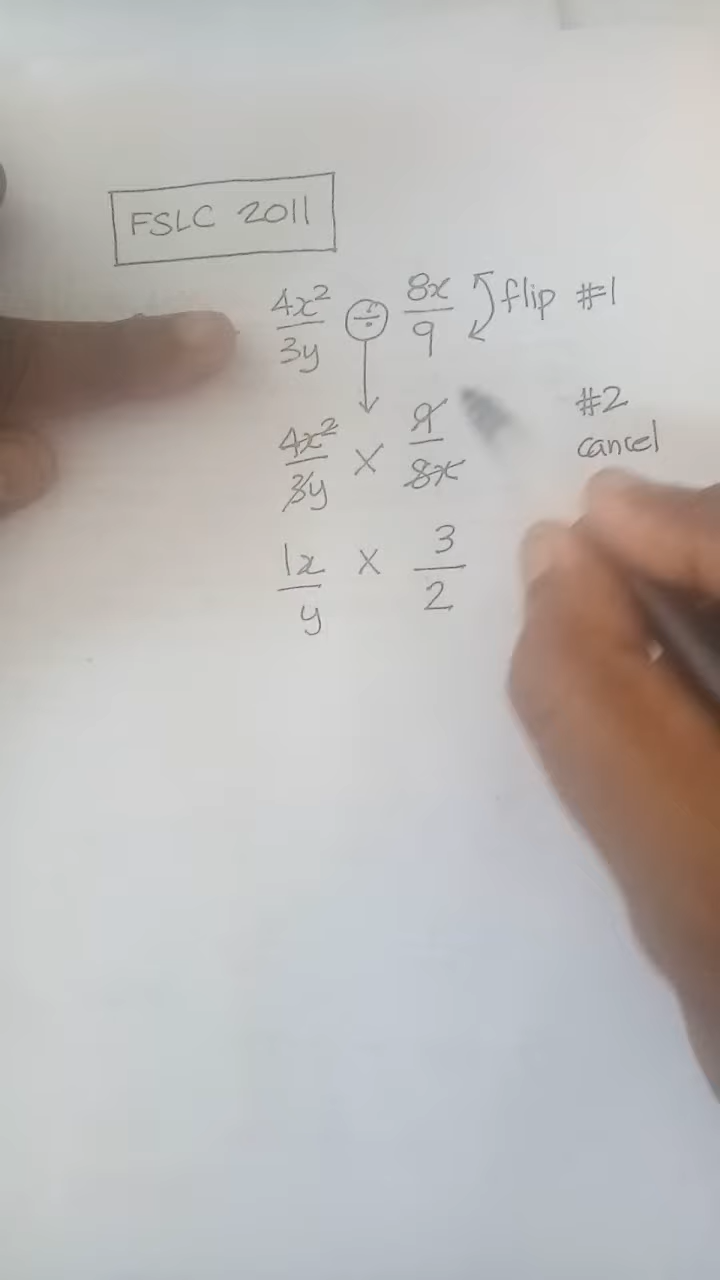 FSLC 2011
4x²/3y ÷ 8x/9 flip #1
#2
cancel
4x²/3y × 9/8x
1x/y × 3/2